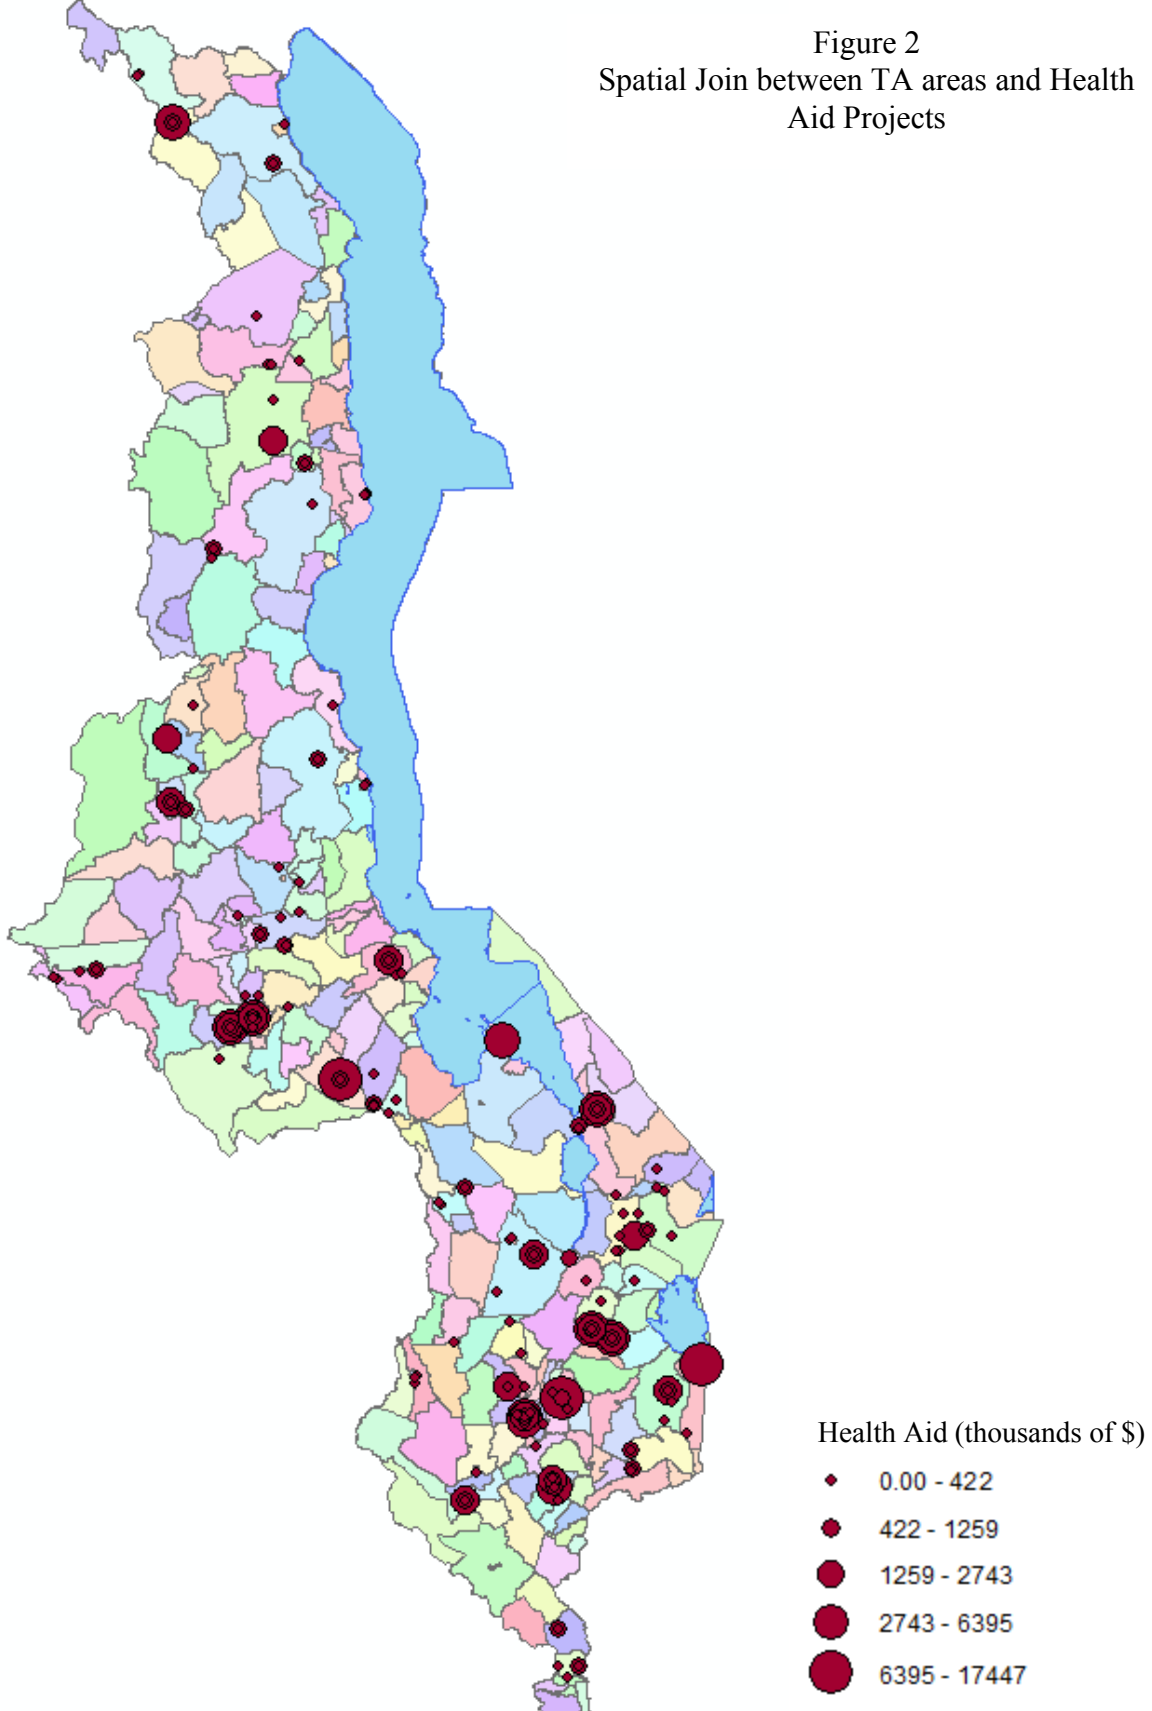 Figure 2
Spatial Join between TA areas and Health
Aid Projects
Health Aid (thousands of $)
0.00 - 422
422 - 1259
1259 - 2743
2743 - 6395
6395 - 17447